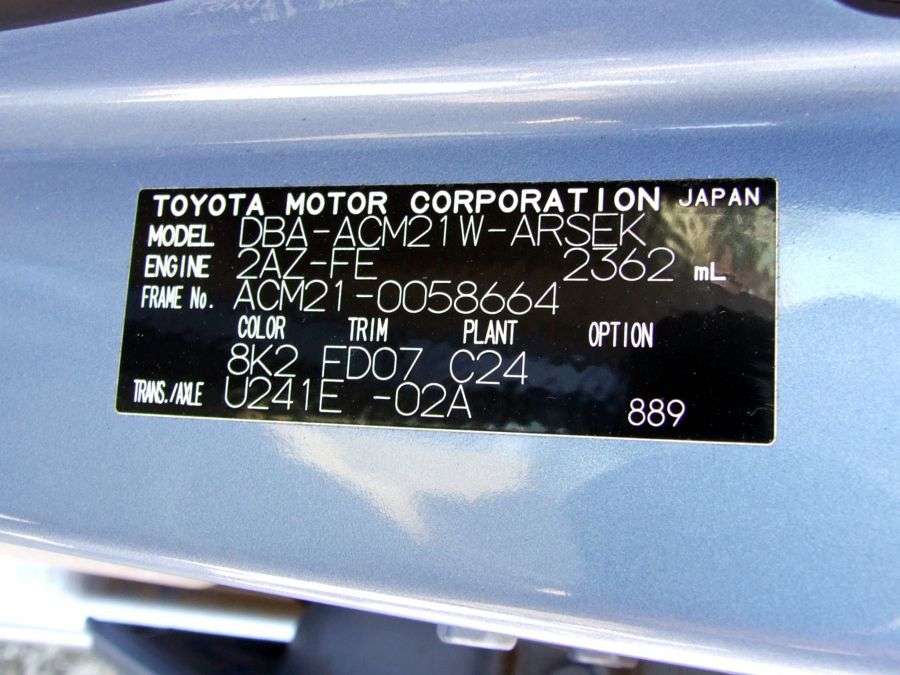 TOYOTA MOTOR CORPORATION JAPAN
MODEL DBA-ACM21W-ARSEK
ENGINE 2AZ-FE 2362 mL
FRAME No. ACM21-0058664
COLOR TRIM PLANT OPTION
8K2 FD07 C24
TRANS./AXLE U241E -02A 889